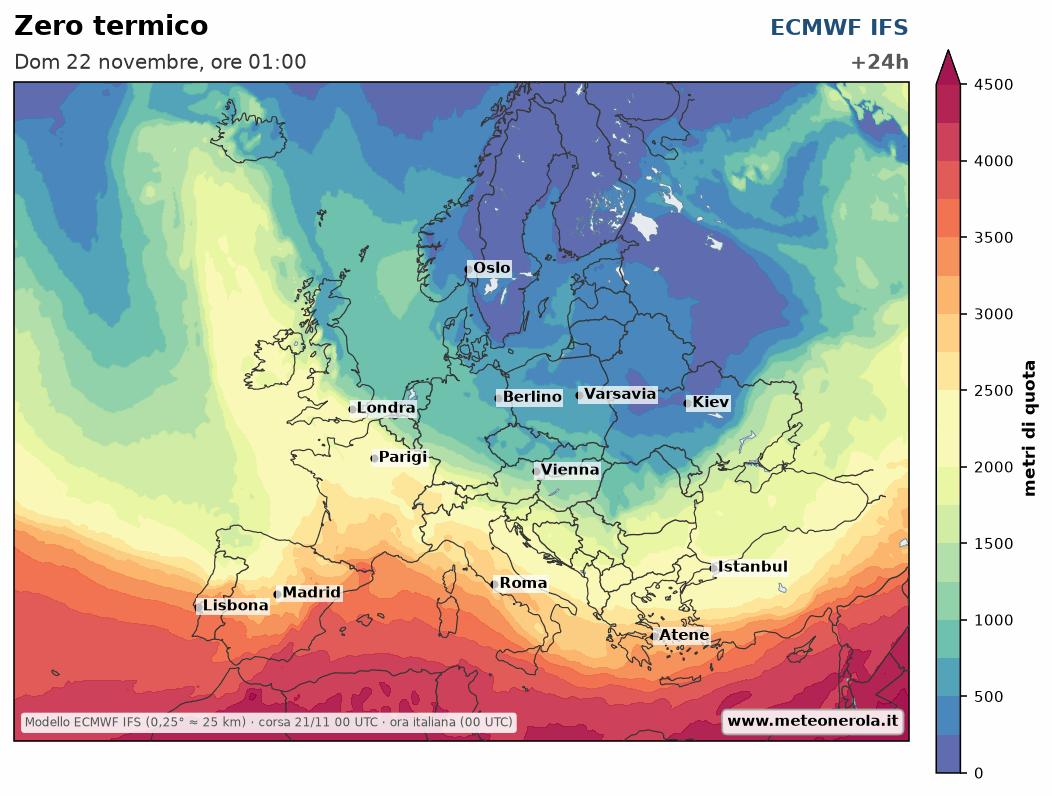 Zero termico
ECMWF IFS
Dom 22 novembre, ore 01:00
+24h
4500
4000
3500
3000
2500
2000
1500
1000
500
0
metri di quota
Oslo
Berlino
Varsavia
Kiev
Londra
Parigi
Vienna
Istanbul
Roma
Madrid
Lisbona
Atene
Modello ECMWF IFS (0,25° ≈ 25 km) · corsa 21/11 00 UTC · ora italiana (00 UTC)
www.meteonerola.it